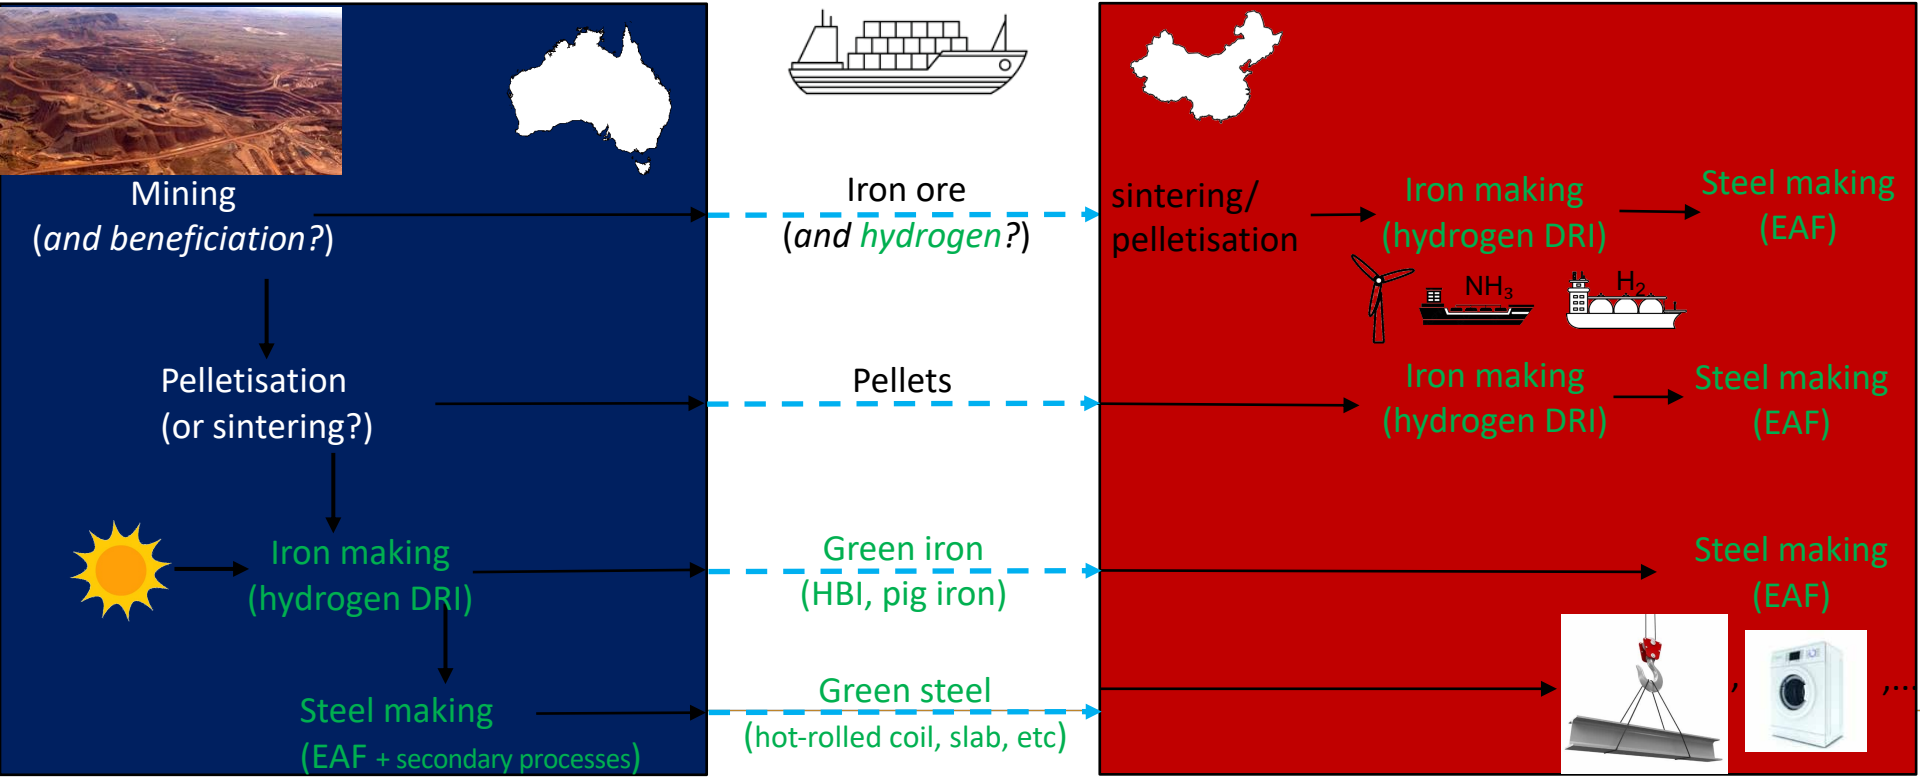 Mining
(and beneficiation?)
Iron ore
(and hydrogen?)
sintering/
pelletisation
Iron making
(hydrogen DRI)
Steel making
(EAF)
NH₃
H₂
Pelletisation
(or sintering?)
Pellets
Iron making
(hydrogen DRI)
Steel making
(EAF)
Iron making
(hydrogen DRI)
Green iron
(HBI, pig iron)
Steel making
(EAF)
Steel making
(EAF + secondary processes)
Green steel
(hot-rolled coil, slab, etc)
,
,...